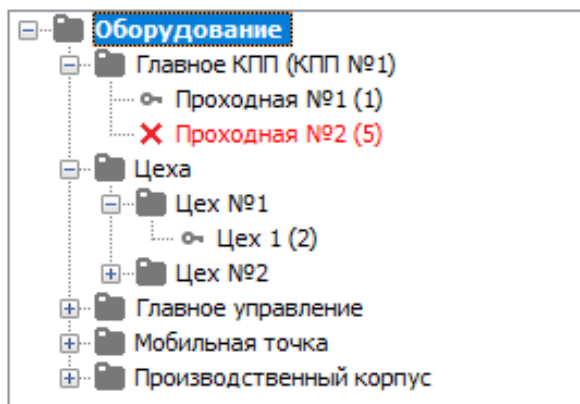 Оборудование
Главное КПП (КПП №1)
Проходная №1 (1)
Проходная №2 (5)
Цеха
Цех №1
Цех 1 (2)
Цех №2
Главное управление
Мобильная точка
Производственный корпус